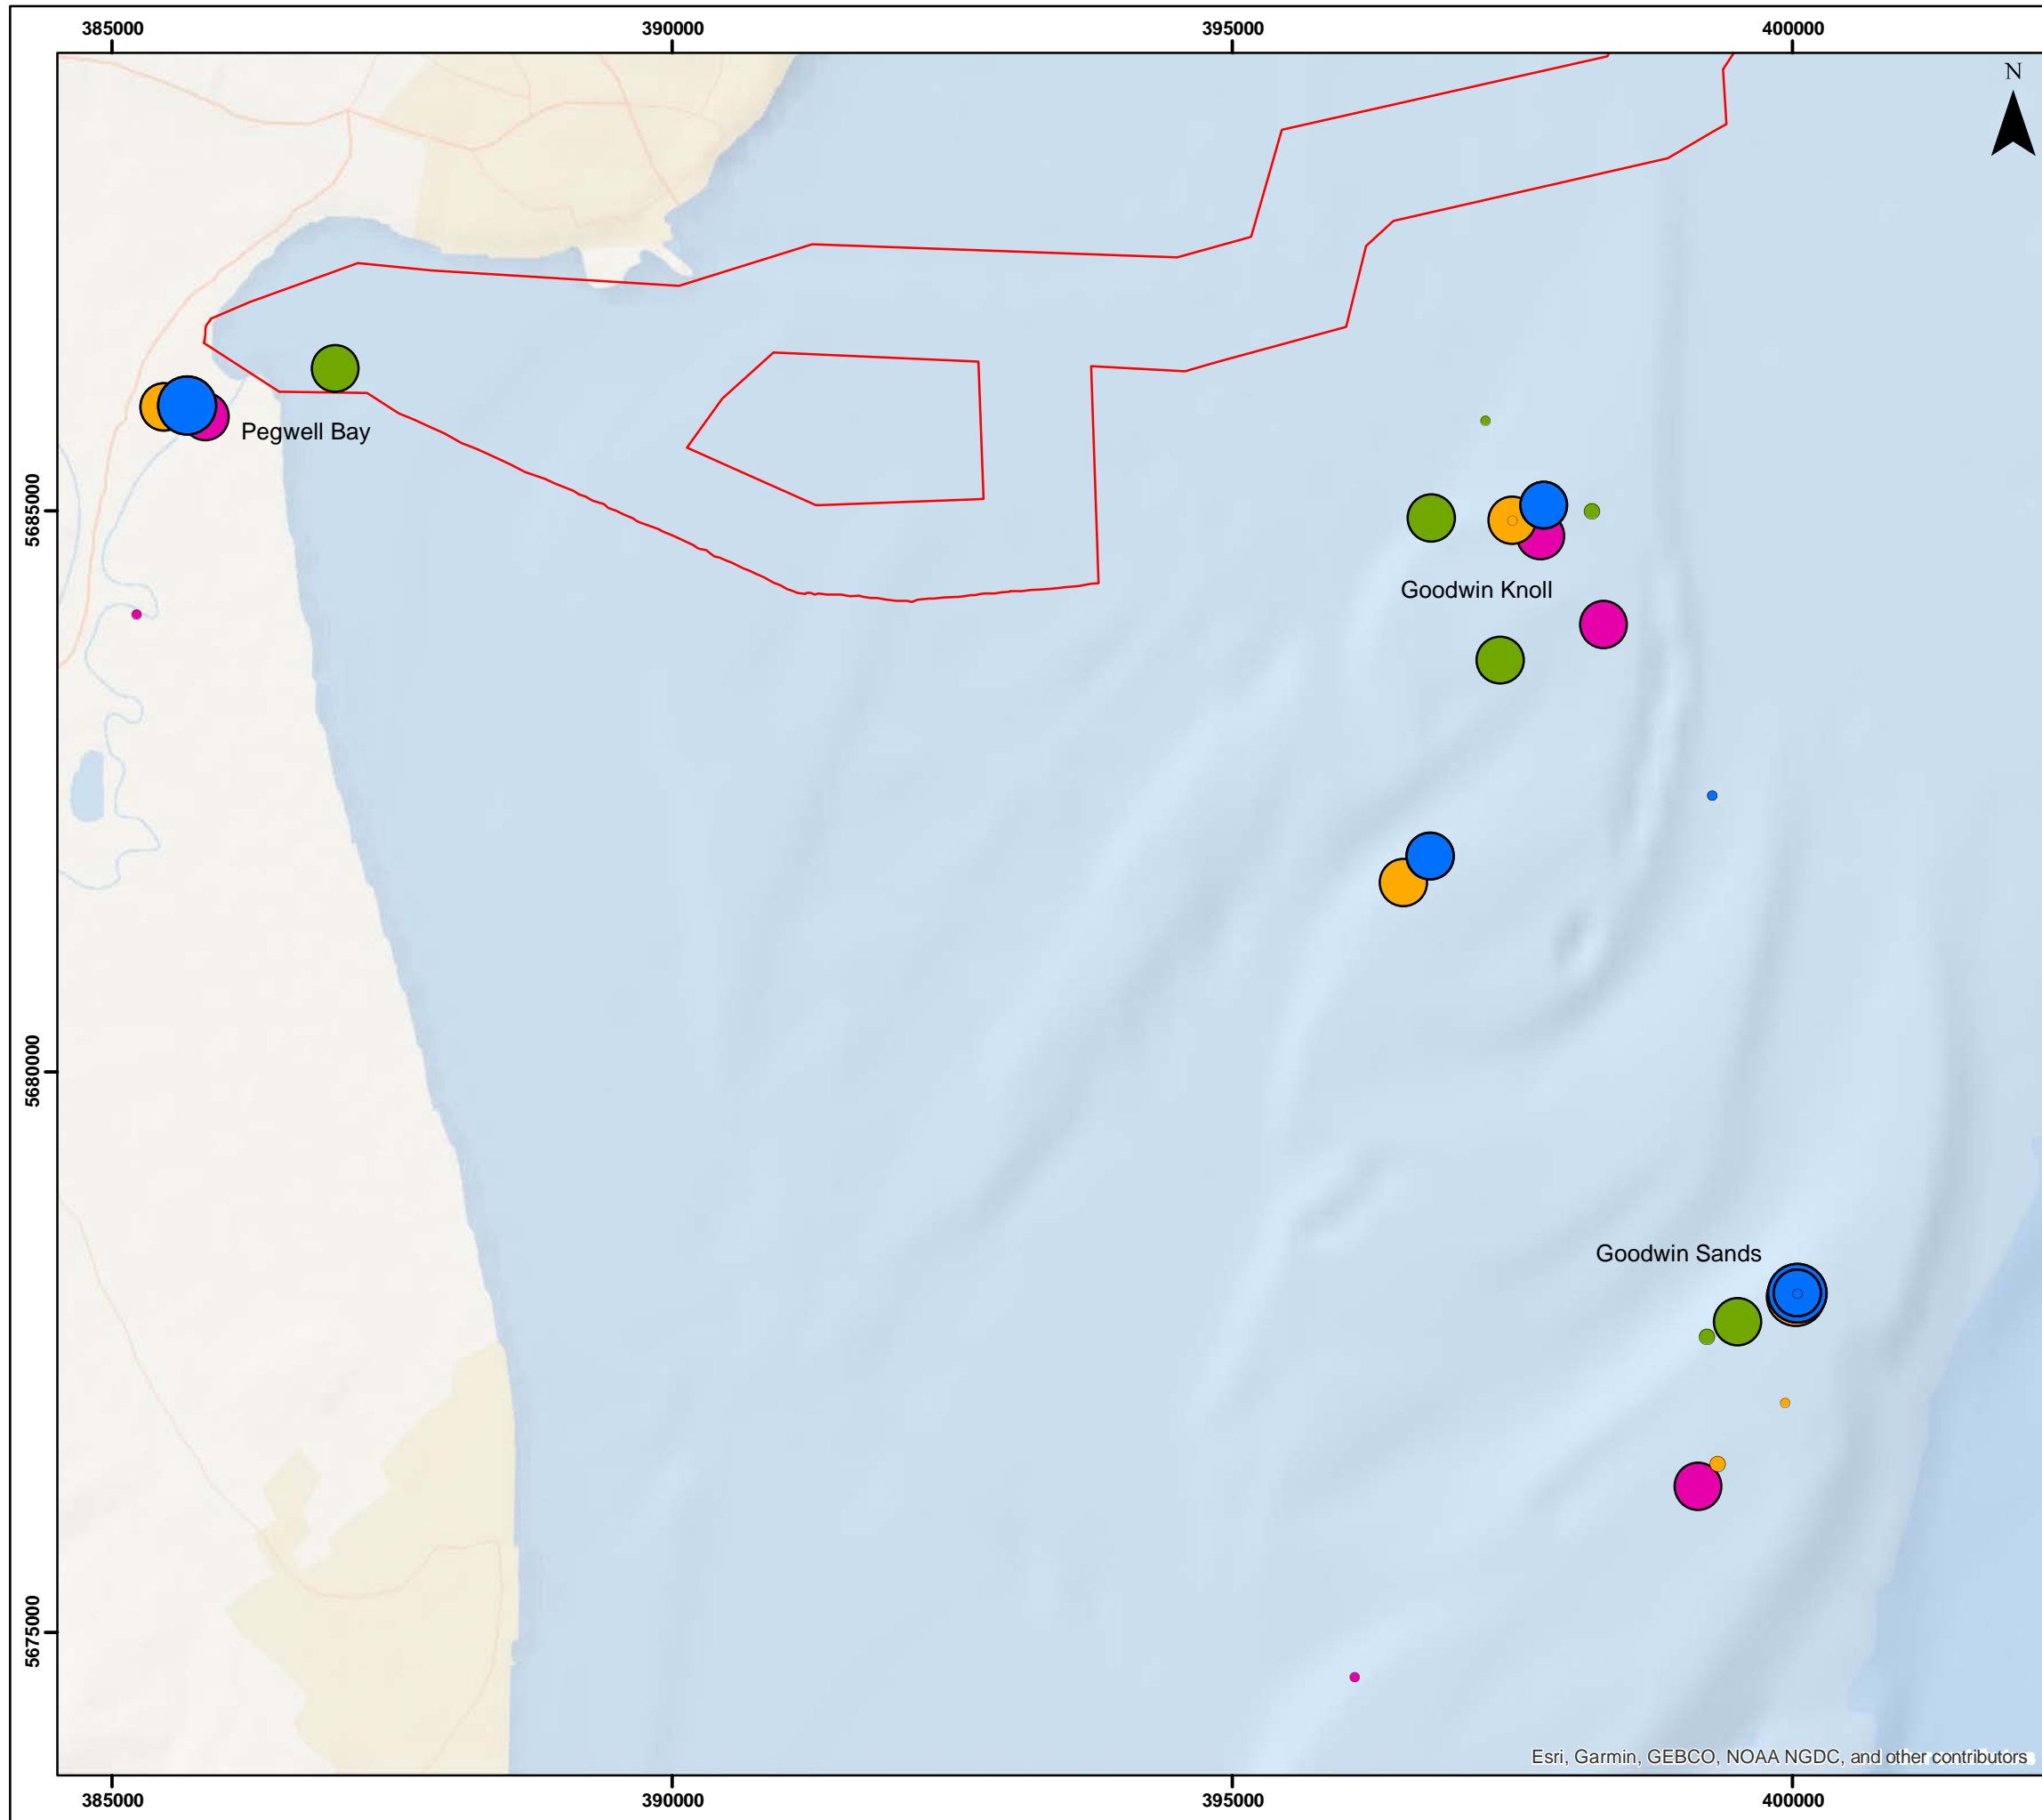 385000 390000 395000 400000
N
Pegwell Bay
5685000
Goodwin Knoll
5680000
Goodwin Sands
5675000
Esri, Garmin, GEBCO, NOAA NGDC, and other contributors
385000 390000 395000 400000